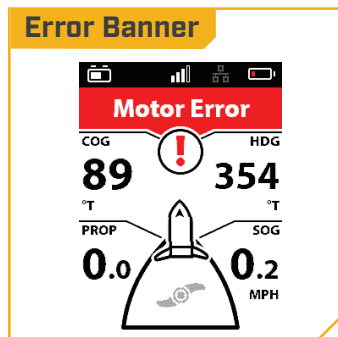 Error Banner
Motor Error
!
COG HDG
89 354
°T °T
PROP SOG
0.0 0.2
MPH